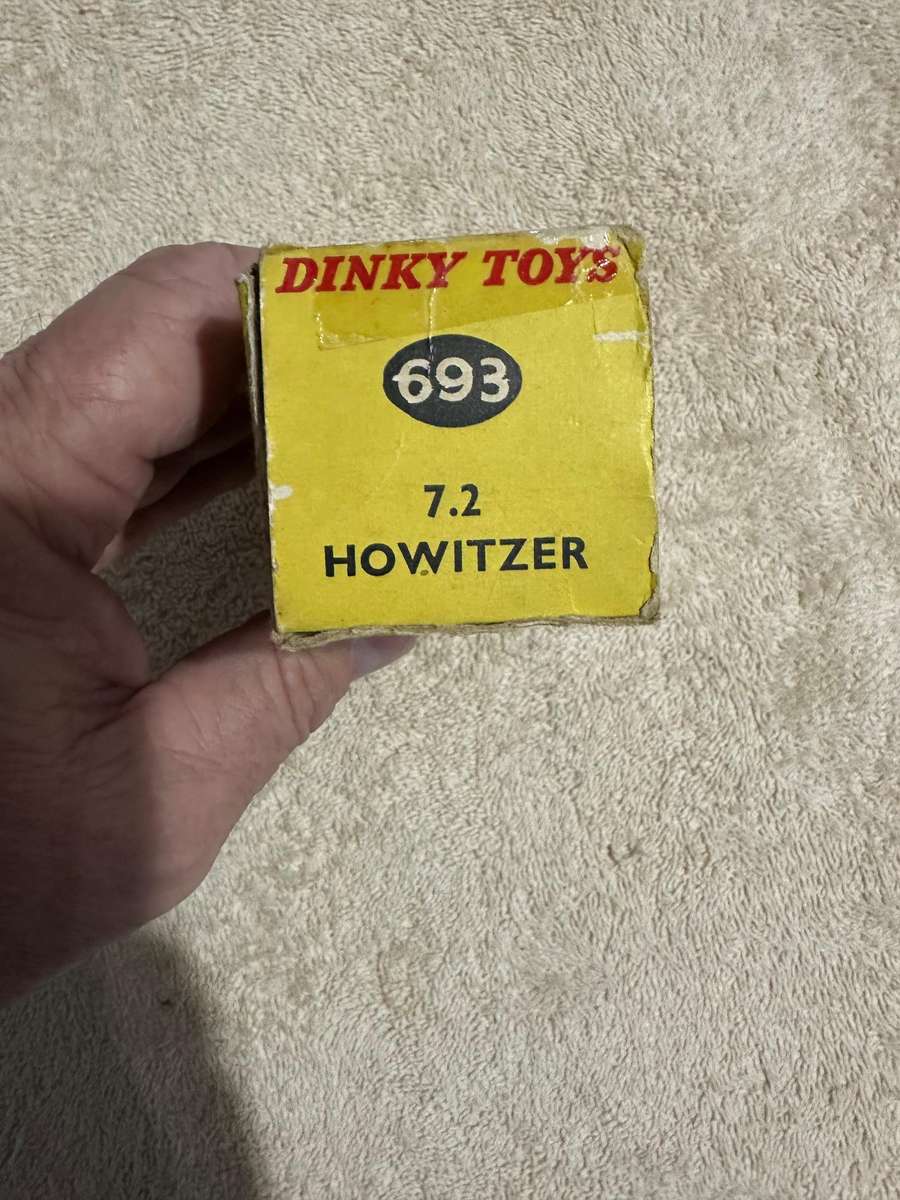 DINKY TOYS
693
7.2
HOWITZER